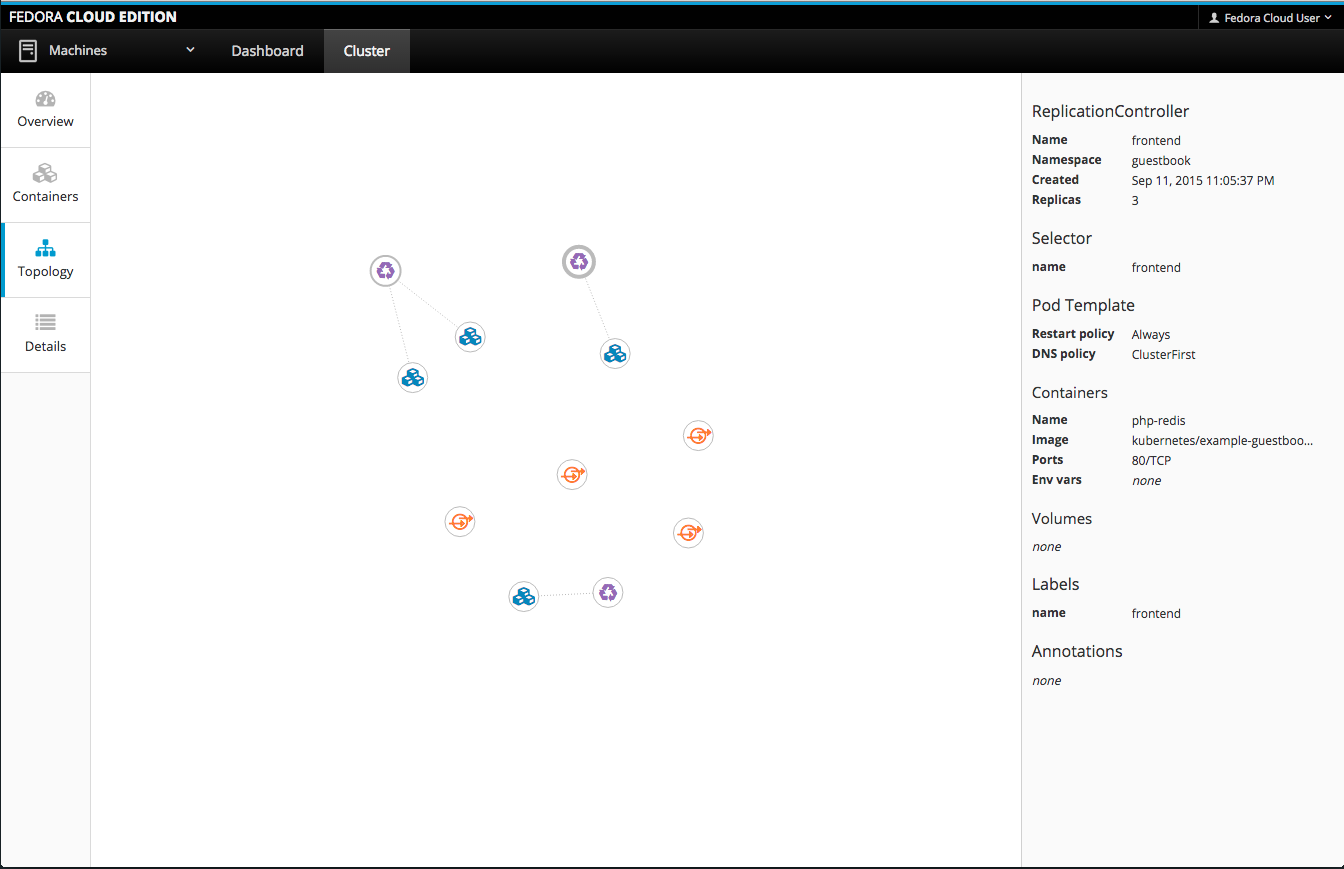 FEDORA CLOUD EDITION
Fedora Cloud User
Machines
Dashboard
Cluster
Overview
Containers
Topology
Details
ReplicationController
Name frontend
Namespace guestbook
Created Sep 11, 2015 11:05:37 PM
Replicas 3
Selector
name frontend
Pod Template
Restart policy Always
DNS policy ClusterFirst
Containers
Name php-redis
Image kubernetes/example-guestboo...
Ports 80/TCP
Env vars none
Volumes
none
Labels
name frontend
Annotations
none